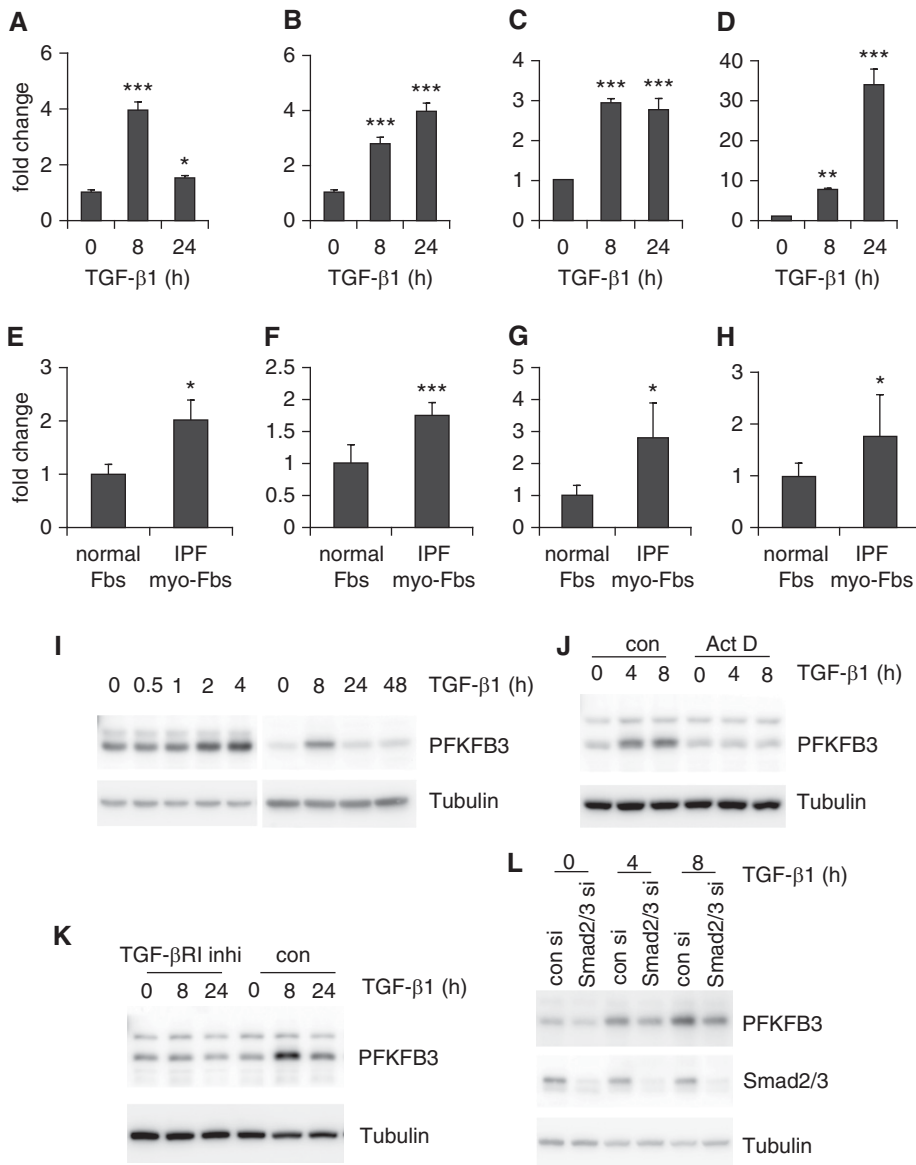 A
B
C
D
fold change
6
4
2
0
***
*
0 8 24
TGF-β1 (h)
6
4
2
0
***
***
0 8 24
TGF-β1 (h)
4
3
2
1
0
***
***
0 8 24
TGF-β1 (h)
40
30
20
10
0
**
***
0 8 24
TGF-β1 (h)
E
F
G
H
fold change
3
2
1
0
*
normal IPF
Fbs myo-Fbs
2.5
2
1.5
1
0.5
0
***
normal IPF
Fbs myo-Fbs
5
4
3
2
1
0
*
normal IPF
Fbs myo-Fbs
3
2
1
0
*
normal IPF
Fbs myo-Fbs
I
0 0.5 1 2 4 0 8 24 48 TGF-β1 (h)
PFKFB3
Tubulin
J
con Act D
0 4 8 0 4 8 TGF-β1 (h)
PFKFB3
Tubulin
K
TGF-βRI inhi con
0 8 24 0 8 24 TGF-β1 (h)
PFKFB3
Tubulin
L
0 4 8 TGF-β1 (h)
con si
Smad2/3 si
con si
Smad2/3 si
con si
Smad2/3 si
PFKFB3
Smad2/3
Tubulin